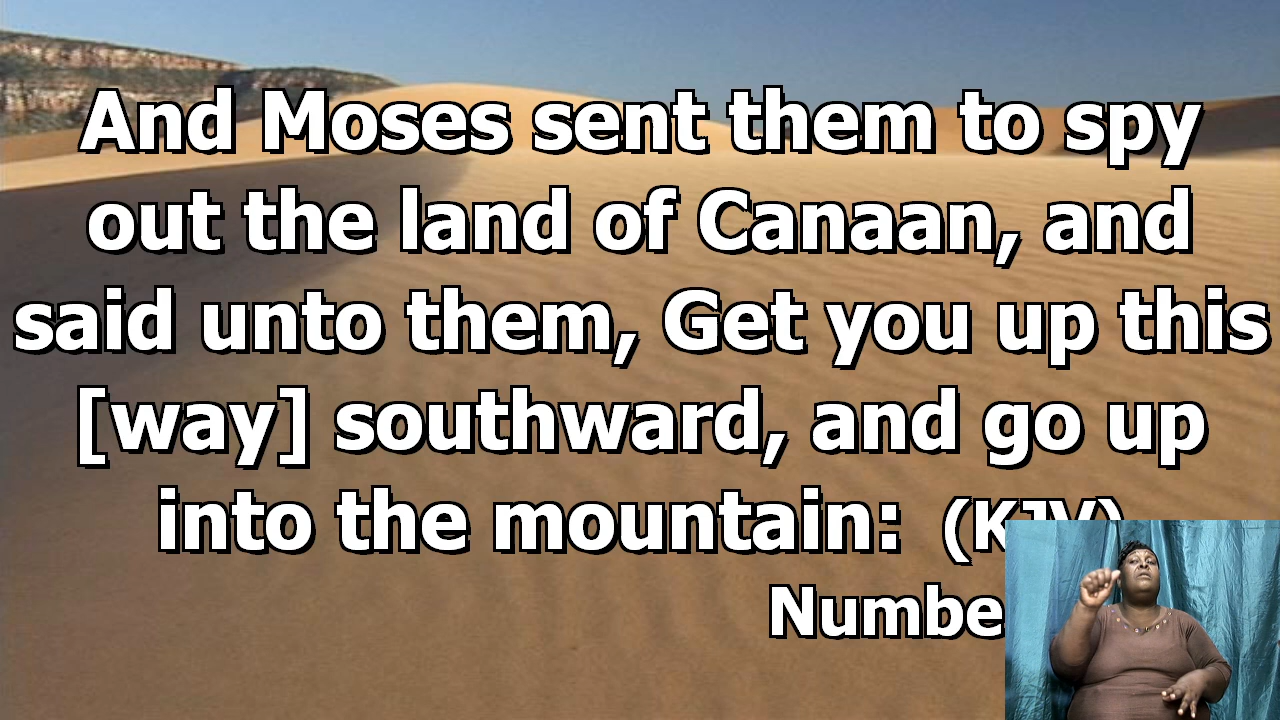 And Moses sent them to spy
out the land of Canaan, and
said unto them, Get you up this
[way] southward, and go up
into the mountain: